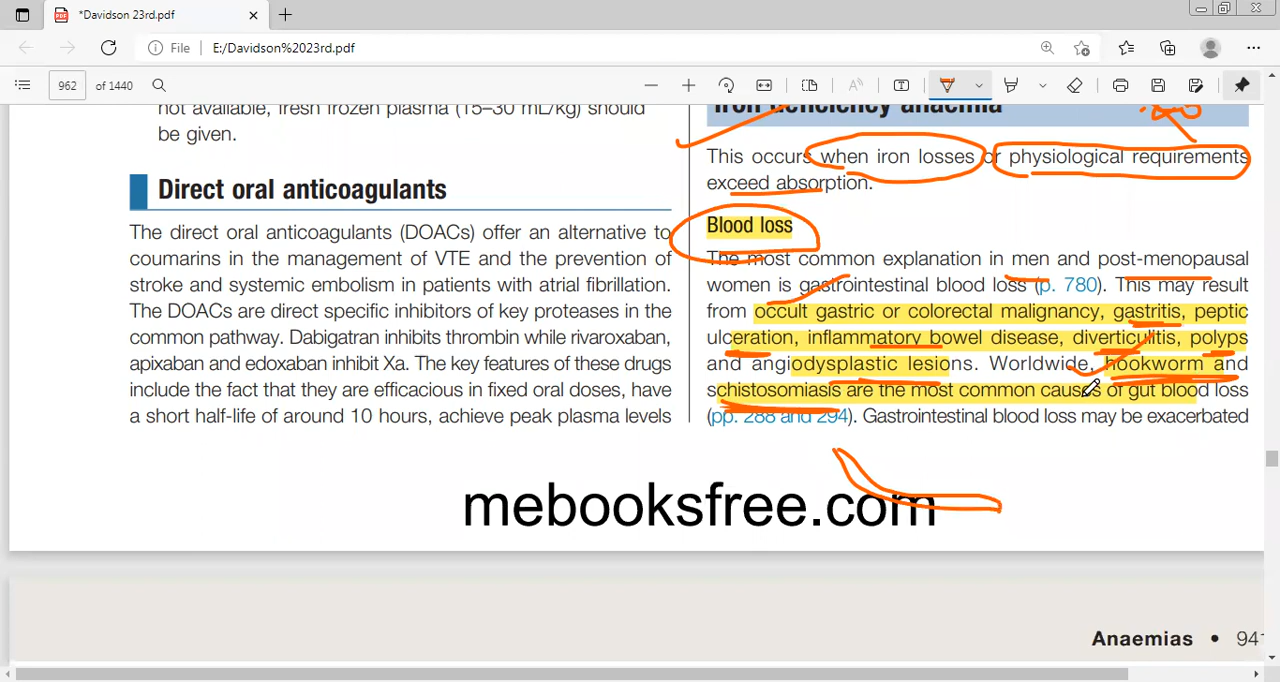 *Davidson 23rd.pdf
File
E:/Davidson%2023rd.pdf
962
of 1440
not available, fresh frozen plasma (15–30 mL/kg) should
be given.
Direct oral anticoagulants
The direct oral anticoagulants (DOACs) offer an alternative to
coumarins in the management of VTE and the prevention of
stroke and systemic embolism in patients with atrial fibrillation.
The DOACs are direct specific inhibitors of key proteases in the
common pathway. Dabigatran inhibits thrombin while rivaroxaban,
apixaban and edoxaban inhibit Xa. The key features of these drugs
include the fact that they are efficacious in fixed oral doses, have
a short half-life of around 10 hours, achieve peak plasma levels
Iron deficiency anaemia
This occurs when iron losses or physiological requirements
exceed absorption.
Blood loss
The most common explanation in men and post-menopausal
women is gastrointestinal blood loss (p. 780). This may result
from occult gastric or colorectal malignancy, gastritis, peptic
ulceration, inflammatory bowel disease, diverticulitis, polyps
and angiodysplastic lesions. Worldwide, hookworm and
schistosomiasis are the most common causes of gut blood loss
(pp. 288 and 294). Gastrointestinal blood loss may be exacerbated
mebooksfree.com
Anaemias • 941